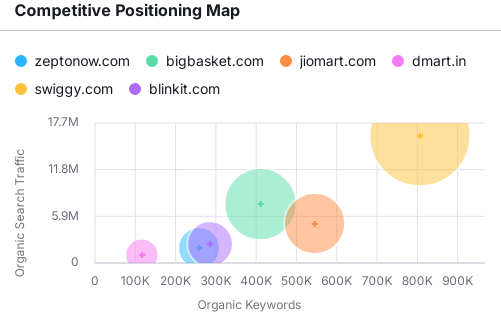 Competitive Positioning Map
zeptonow.com bigbasket.com jiomart.com dmart.in
swiggy.com blinkit.com
Organic Search Traffic
17.7M
11.8M
5.9M
0
0 100K 200K 300K 400K 500K 600K 700K 800K 900K
Organic Keywords